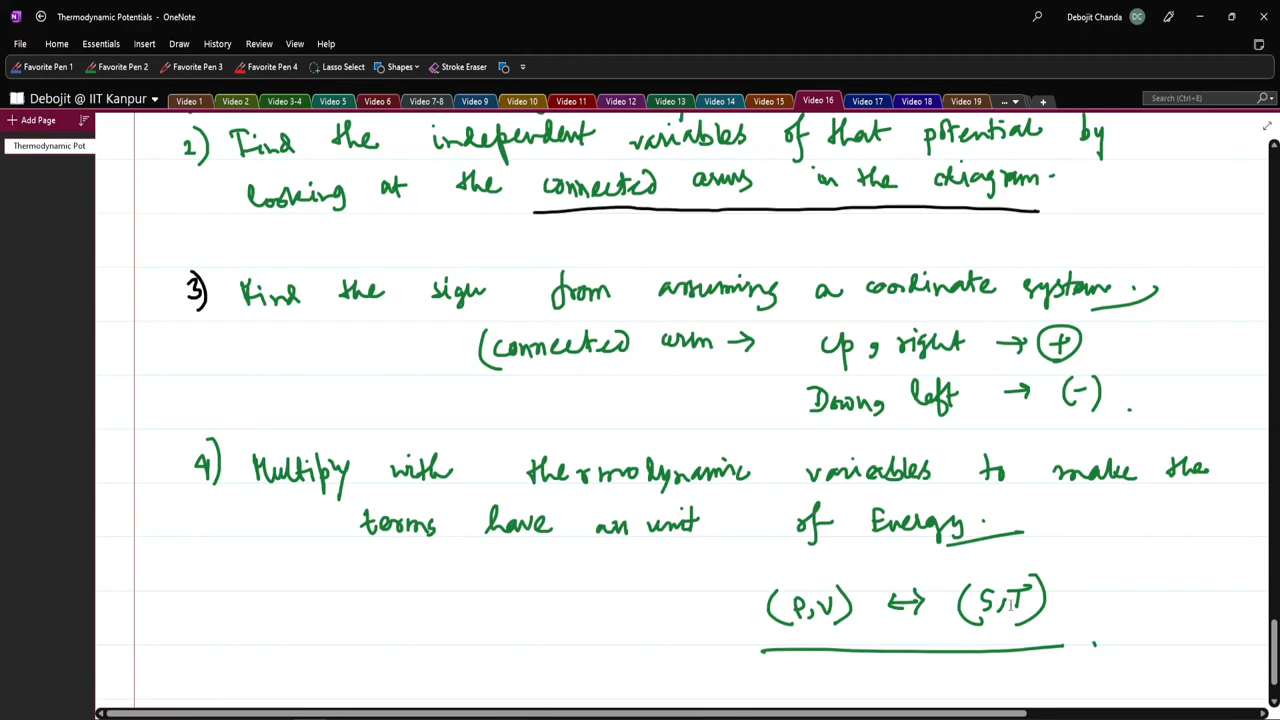 Thermodynamic Potentials - OneNote
Debojit Chanda DC
File Home Essentials Insert Draw History Review View Help
Favorite Pen 1 Favorite Pen 2 Favorite Pen 3 Favorite Pen 4 Lasso Select Shapes Stroke Eraser
Debojit @ IIT Kanpur Video 1 Video 2 Video 3-4 Video 5 Video 6 Video 7-8 Video 9 Video 10 Video 11 Video 12 Video 13 Video 14 Video 15 Video 16 Video 17 Video 18 Video 19 ... + Search (Ctrl+E)
+ Add Page
Thermodynamic Pot
2) Find the independent variables of that potential by
looking at the connected arms in the diagram.
3) Find the sign from assuming a coordinate system.
(connected arm → up, right → (+)
Down, left → (-).
4) Multiply with thermodynamic variables to make the
terms have an unit of Energy.
(P,V) ↔ (S,T).